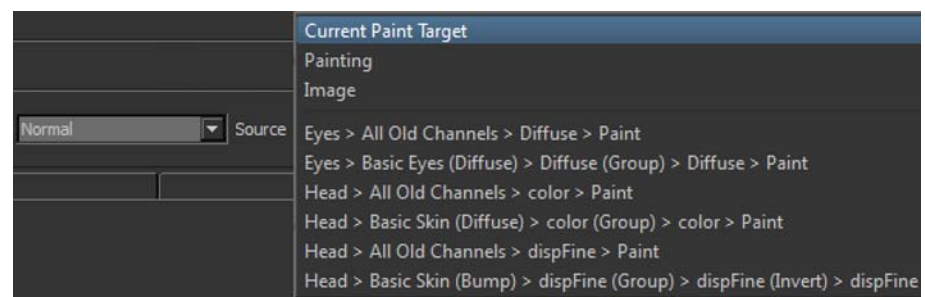 Current Paint Target
Painting
Image
Normal
Source
Eyes > All Old Channels > Diffuse > Paint
Eyes > Basic Eyes (Diffuse) > Diffuse (Group) > Diffuse > Paint
Head > All Old Channels > color > Paint
Head > Basic Skin (Diffuse) > color (Group) > color > Paint
Head > All Old Channels > dispFine > Paint
Head > Basic Skin (Bump) > dispFine (Group) > dispFine (Invert) > dispFine